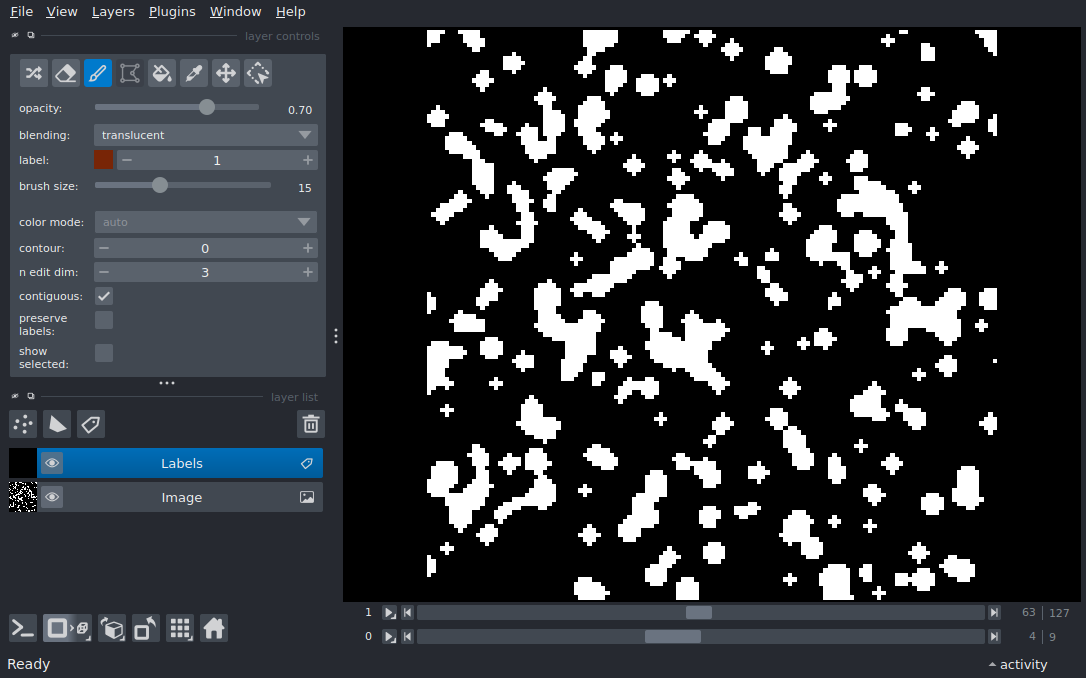 File View Layers Plugins Window Help
layer controls
opacity: 0.70
blending: translucent
label: 1
brush size: 15
color mode: auto
contour: 0
n edit dim: 3
contiguous:
preserve
labels:
show
selected:
layer list
Labels
Image
1 63 127
0 4 9
Ready activity